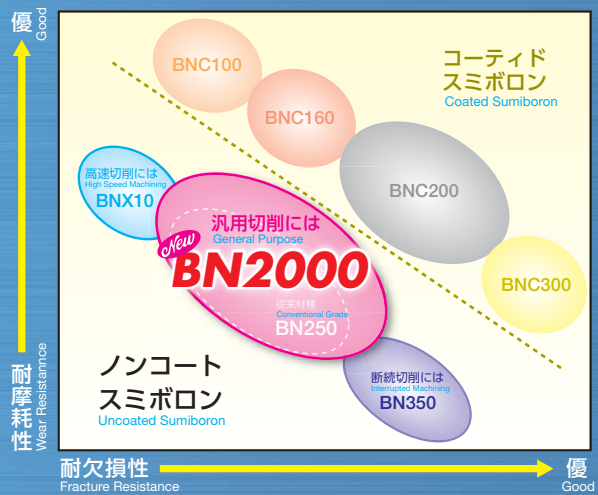 優
Good
BNC100
コーティド
スミボロン
Coated Sumiboron
BNC160
高速切削には
High Speed Machining
BNX10
BNC200
汎用切削には
General Purpose
New
BN2000
従来材種
Conventional Grade
BN250
BNC300
ノンコート
スミボロン
Uncoated Sumiboron
断続切削には
Interrupted Machining
BN350
耐摩耗性
Wear Resistannce
耐欠損性
Fracture Resistance
優
Good